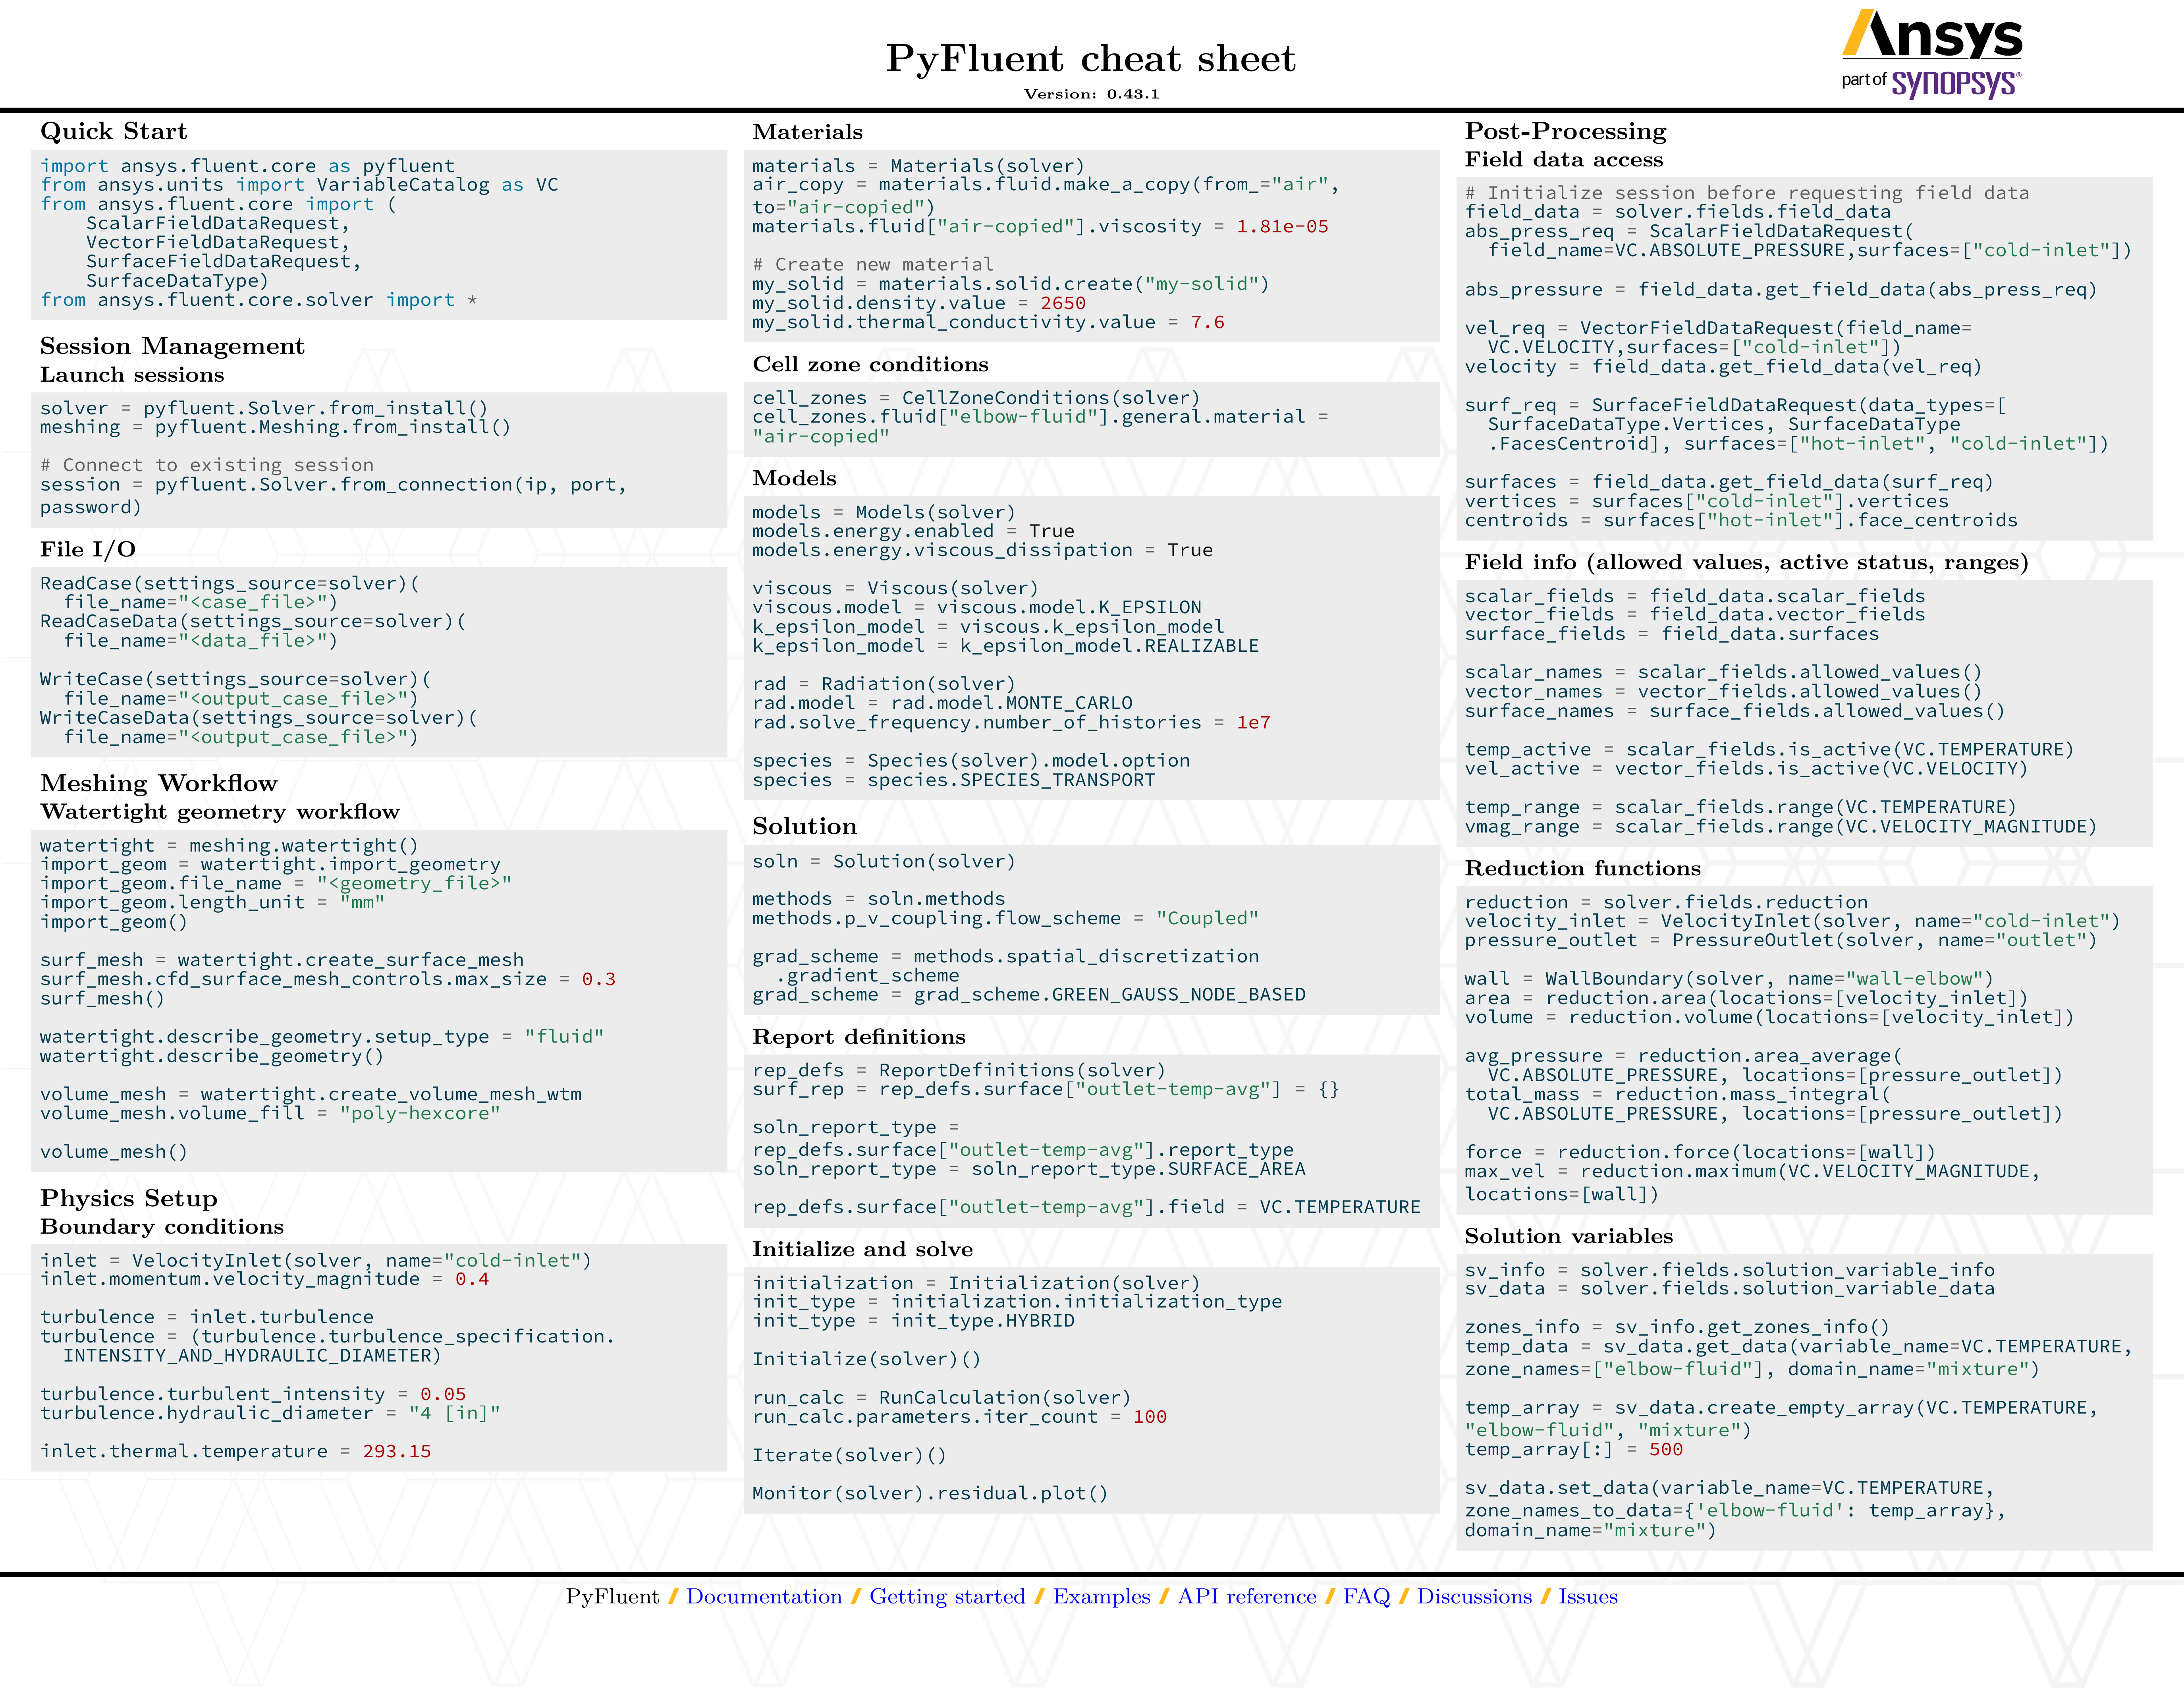 PyFluent cheat sheet
Version: 0.43.1
Ansys
part of SYNOPSYS®
Quick Start
import ansys.fluent.core as pyfluent
from ansys.units import VariableCatalog as VC
from ansys.fluent.core import (
    ScalarFieldDataRequest,
    VectorFieldDataRequest,
    SurfaceFieldDataRequest,
    SurfaceDataType)
from ansys.fluent.core.solver import *
Session Management
Launch sessions
solver = pyfluent.Solver.from_install()
meshing = pyfluent.Meshing.from_install()
# Connect to existing session
session = pyfluent.Solver.from_connection(ip, port,
password)
File I/O
ReadCase(settings_source=solver)(
  file_name="<case_file>")
ReadCaseData(settings_source=solver)(
  file_name="<data_file>")
WriteCase(settings_source=solver)(
  file_name="<output_case_file>")
WriteCaseData(settings_source=solver)(
  file_name="<output_case_file>")
Meshing Workflow
Watertight geometry workflow
watertight = meshing.watertight()
import_geom = watertight.import_geometry
import_geom.file_name = "<geometry_file>"
import_geom.length_unit = "mm"
import_geom()
surf_mesh = watertight.create_surface_mesh
surf_mesh.cfd_surface_mesh_controls.max_size = 0.3
surf_mesh()
watertight.describe_geometry.setup_type = "fluid"
watertight.describe_geometry()
volume_mesh = watertight.create_volume_mesh_wtm
volume_mesh.volume_fill = "poly-hexcore"
volume_mesh()
Physics Setup
Boundary conditions
inlet = VelocityInlet(solver, name="cold-inlet")
inlet.momentum.velocity_magnitude = 0.4
turbulence = inlet.turbulence
turbulence = (turbulence.turbulence_specification.
  INTENSITY_AND_HYDRAULIC_DIAMETER)
turbulence.turbulent_intensity = 0.05
turbulence.hydraulic_diameter = "4 [in]"
inlet.thermal.temperature = 293.15
Materials
materials = Materials(solver)
air_copy = materials.fluid.make_a_copy(from_="air",
to="air-copied")
materials.fluid["air-copied"].viscosity = 1.81e-05
# Create new material
my_solid = materials.solid.create("my-solid")
my_solid.density.value = 2650
my_solid.thermal_conductivity.value = 7.6
Cell zone conditions
cell_zones = CellZoneConditions(solver)
cell_zones.fluid["elbow-fluid"].general.material =
"air-copied"
Models
models = Models(solver)
models.energy.enabled = True
models.energy.viscous_dissipation = True
viscous = Viscous(solver)
viscous.model = viscous.model.K_EPSILON
k_epsilon_model = viscous.k_epsilon_model
k_epsilon_model = k_epsilon_model.REALIZABLE
rad = Radiation(solver)
rad.model = rad.model.MONTE_CARLO
rad.solve_frequency.number_of_histories = 1e7
species = Species(solver).model.option
species = species.SPECIES_TRANSPORT
Solution
soln = Solution(solver)
methods = soln.methods
methods.p_v_coupling.flow_scheme = "Coupled"
grad_scheme = methods.spatial_discretization
  .gradient_scheme
grad_scheme = grad_scheme.GREEN_GAUSS_NODE_BASED
Report definitions
rep_defs = ReportDefinitions(solver)
surf_rep = rep_defs.surface["outlet-temp-avg"] = {}
soln_report_type =
rep_defs.surface["outlet-temp-avg"].report_type
soln_report_type = soln_report_type.SURFACE_AREA
rep_defs.surface["outlet-temp-avg"].field = VC.TEMPERATURE
Initialize and solve
initialization = Initialization(solver)
init_type = initialization.initialization_type
init_type = init_type.HYBRID
Initialize(solver)()
run_calc = RunCalculation(solver)
run_calc.parameters.iter_count = 100
Iterate(solver)()
Monitor(solver).residual.plot()
Post-Processing
Field data access
# Initialize session before requesting field data
field_data = solver.fields.field_data
abs_press_req = ScalarFieldDataRequest(
  field_name=VC.ABSOLUTE_PRESSURE,surfaces=["cold-inlet"])
abs_pressure = field_data.get_field_data(abs_press_req)
vel_req = VectorFieldDataRequest(field_name=
  VC.VELOCITY,surfaces=["cold-inlet"])
velocity = field_data.get_field_data(vel_req)
surf_req = SurfaceFieldDataRequest(data_types=[
  SurfaceDataType.Vertices, SurfaceDataType
  .FacesCentroid], surfaces=["hot-inlet", "cold-inlet"])
surfaces = field_data.get_field_data(surf_req)
vertices = surfaces["cold-inlet"].vertices
centroids = surfaces["hot-inlet"].face_centroids
Field info (allowed values, active status, ranges)
scalar_fields = field_data.scalar_fields
vector_fields = field_data.vector_fields
surface_fields = field_data.surfaces
scalar_names = scalar_fields.allowed_values()
vector_names = vector_fields.allowed_values()
surface_names = surface_fields.allowed_values()
temp_active = scalar_fields.is_active(VC.TEMPERATURE)
vel_active = vector_fields.is_active(VC.VELOCITY)
temp_range = scalar_fields.range(VC.TEMPERATURE)
vmag_range = scalar_fields.range(VC.VELOCITY_MAGNITUDE)
Reduction functions
reduction = solver.fields.reduction
velocity_inlet = VelocityInlet(solver, name="cold-inlet")
pressure_outlet = PressureOutlet(solver, name="outlet")
wall = WallBoundary(solver, name="wall-elbow")
area = reduction.area(locations=[velocity_inlet])
volume = reduction.volume(locations=[velocity_inlet])
avg_pressure = reduction.area_average(
  VC.ABSOLUTE_PRESSURE, locations=[pressure_outlet])
total_mass = reduction.mass_integral(
  VC.ABSOLUTE_PRESSURE, locations=[pressure_outlet])
force = reduction.force(locations=[wall])
max_vel = reduction.maximum(VC.VELOCITY_MAGNITUDE,
locations=[wall])
Solution variables
sv_info = solver.fields.solution_variable_info
sv_data = solver.fields.solution_variable_data
zones_info = sv_info.get_zones_info()
temp_data = sv_data.get_data(variable_name=VC.TEMPERATURE,
zone_names=["elbow-fluid"], domain_name="mixture")
temp_array = sv_data.create_empty_array(VC.TEMPERATURE,
"elbow-fluid", "mixture")
temp_array[:] = 500
sv_data.set_data(variable_name=VC.TEMPERATURE,
zone_names_to_data={'elbow-fluid': temp_array},
domain_name="mixture")
PyFluent / Documentation / Getting started / Examples / API reference / FAQ / Discussions / Issues